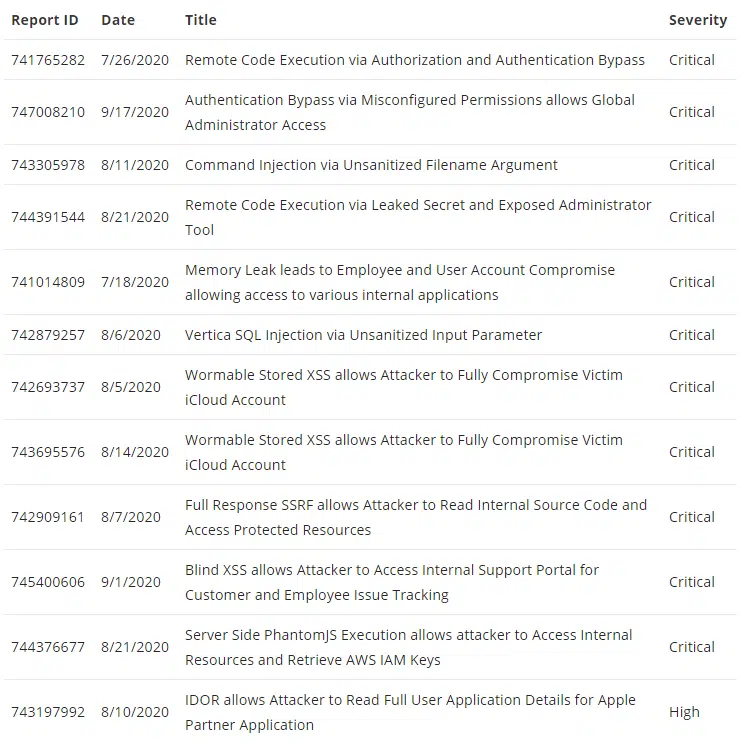 Report ID Date Title Severity
741765282 7/26/2020 Remote Code Execution via Authorization and Authentication Bypass Critical
747008210 9/17/2020 Authentication Bypass via Misconfigured Permissions allows Global
Administrator Access Critical
743305978 8/11/2020 Command Injection via Unsanitized Filename Argument Critical
744391544 8/21/2020 Remote Code Execution via Leaked Secret and Exposed Administrator
Tool Critical
741014809 7/18/2020 Memory Leak leads to Employee and User Account Compromise
allowing access to various internal applications Critical
742879257 8/6/2020 Vertica SQL Injection via Unsanitized Input Parameter Critical
742693737 8/5/2020 Wormable Stored XSS allows Attacker to Fully Compromise Victim
iCloud Account Critical
743695576 8/14/2020 Wormable Stored XSS allows Attacker to Fully Compromise Victim
iCloud Account Critical
742909161 8/7/2020 Full Response SSRF allows Attacker to Read Internal Source Code and
Access Protected Resources Critical
745400606 9/1/2020 Blind XSS allows Attacker to Access Internal Support Portal for
Customer and Employee Issue Tracking Critical
744376677 8/21/2020 Server Side PhantomJS Execution allows attacker to Access Internal
Resources and Retrieve AWS IAM Keys Critical
743197992 8/10/2020 IDOR allows Attacker to Read Full User Application Details for Apple
Partner Application High